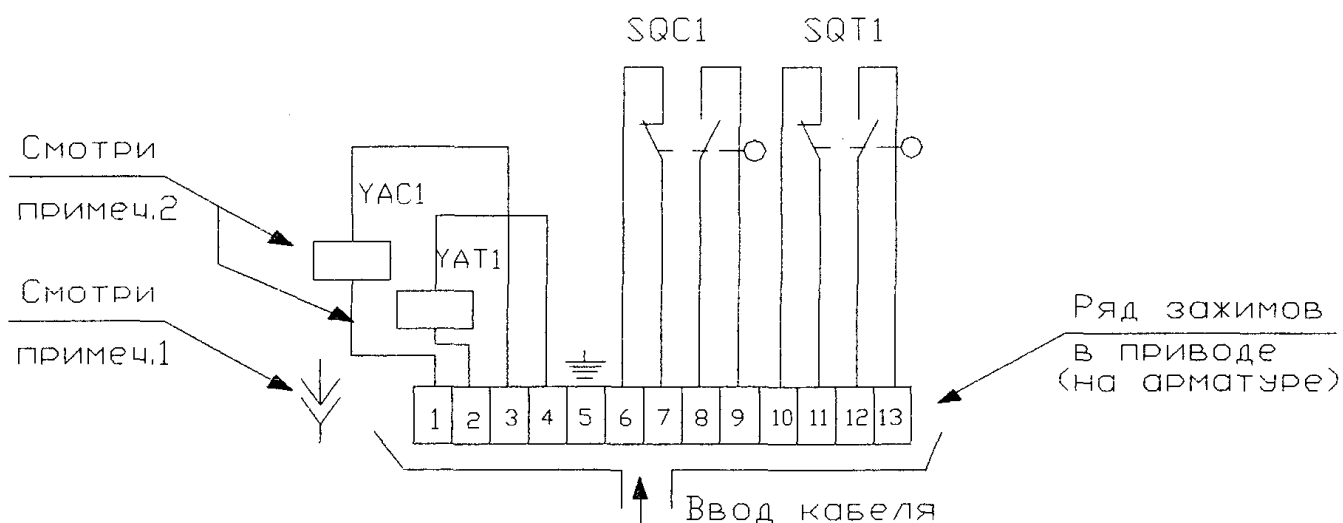 SQC1 SQT1
Смотри
примеч.2
YAC1
YAT1
Смотри
примеч.1
Ряд зажимов
в приводе
(на арматуре)
1 2 3 4 5 6 7 8 9 10 11 12 13
Ввод кабеля